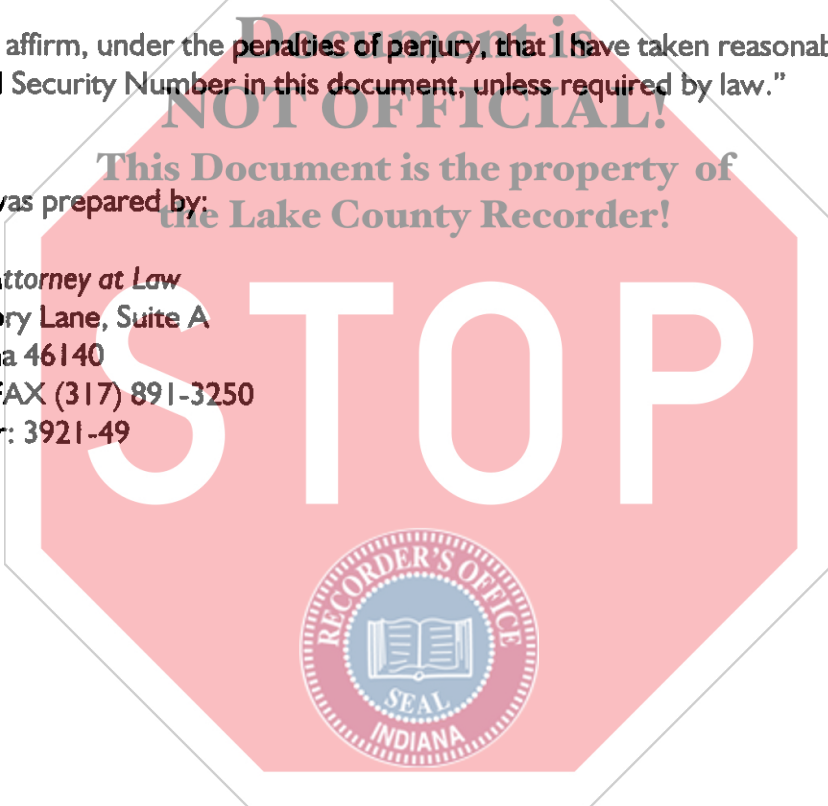 Document is
affirm, under the penalties of perjury, that I have taken reasonab
Security Number in this document, unless required by law."
NOT OFFICIAL!
This Document is the property of
vas prepared by:
the Lake County Recorder!
ttorney at Law
ory Lane, Suite A
a 46140
FAX (317) 891-3250
r: 3921-49
STOP
RECORDER'S OFFICE
SEAL
INDIANA